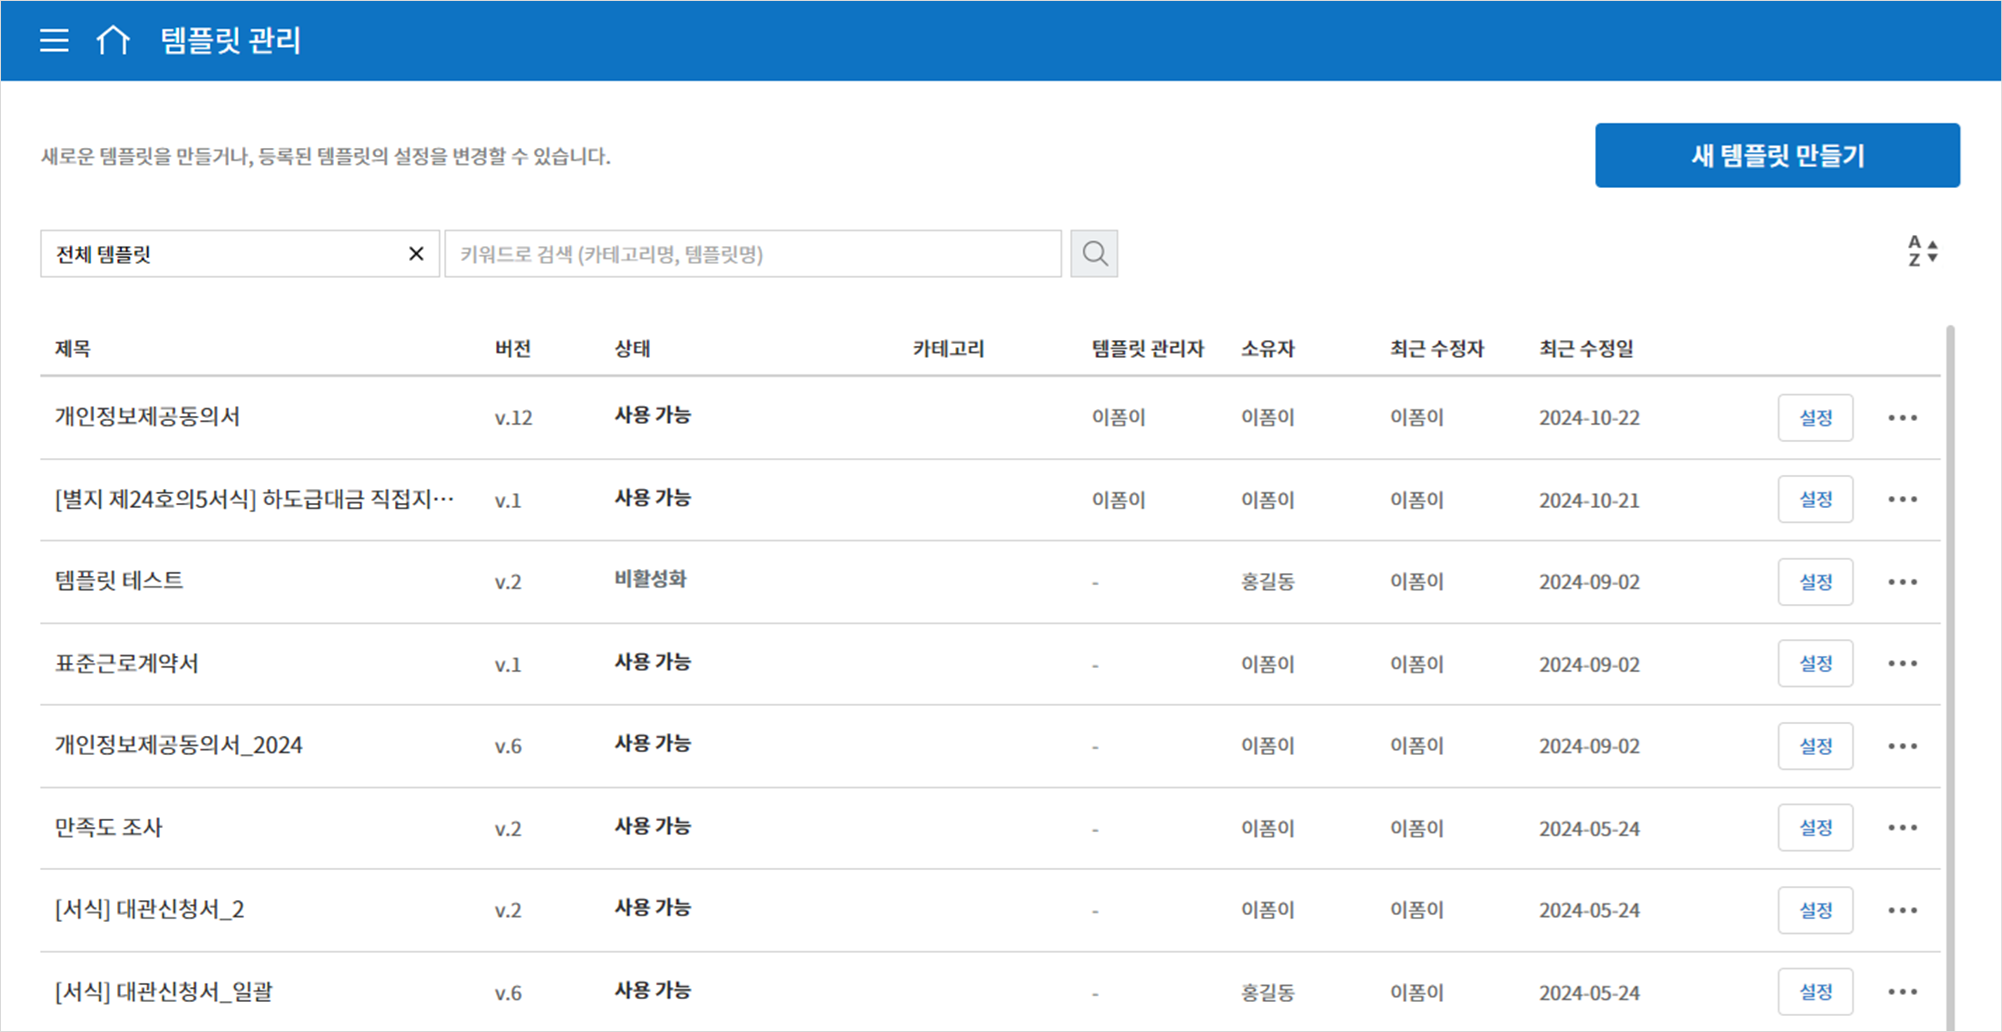 템플릿 관리
새로운 템플릿을 만들거나, 등록된 템플릿의 설정을 변경할 수 있습니다.
새 템플릿 만들기
전체 템플릿 ✕ 키워드로 검색 (카테고리명, 템플릿명)
A
Z
제목 버전 상태 카테고리 템플릿 관리자 소유자 최근 수정자 최근 수정일
개인정보제공동의서 v.12 사용 가능 이폼이 이폼이 이폼이 2024-10-22 설정 •••
[별지 제24호의5서식] 하도급대금 직접지⋯ v.1 사용 가능 이폼이 이폼이 이폼이 2024-10-21 설정 •••
템플릿 테스트 v.2 비활성화 - 홍길동 이폼이 2024-09-02 설정 •••
표준근로계약서 v.1 사용 가능 - 이폼이 이폼이 2024-09-02 설정 •••
개인정보제공동의서_2024 v.6 사용 가능 - 이폼이 이폼이 2024-09-02 설정 •••
만족도 조사 v.2 사용 가능 - 이폼이 이폼이 2024-05-24 설정 •••
[서식] 대관신청서_2 v.2 사용 가능 - 이폼이 이폼이 2024-05-24 설정 •••
[서식] 대관신청서_일괄 v.6 사용 가능 - 홍길동 이폼이 2024-05-24 설정 •••